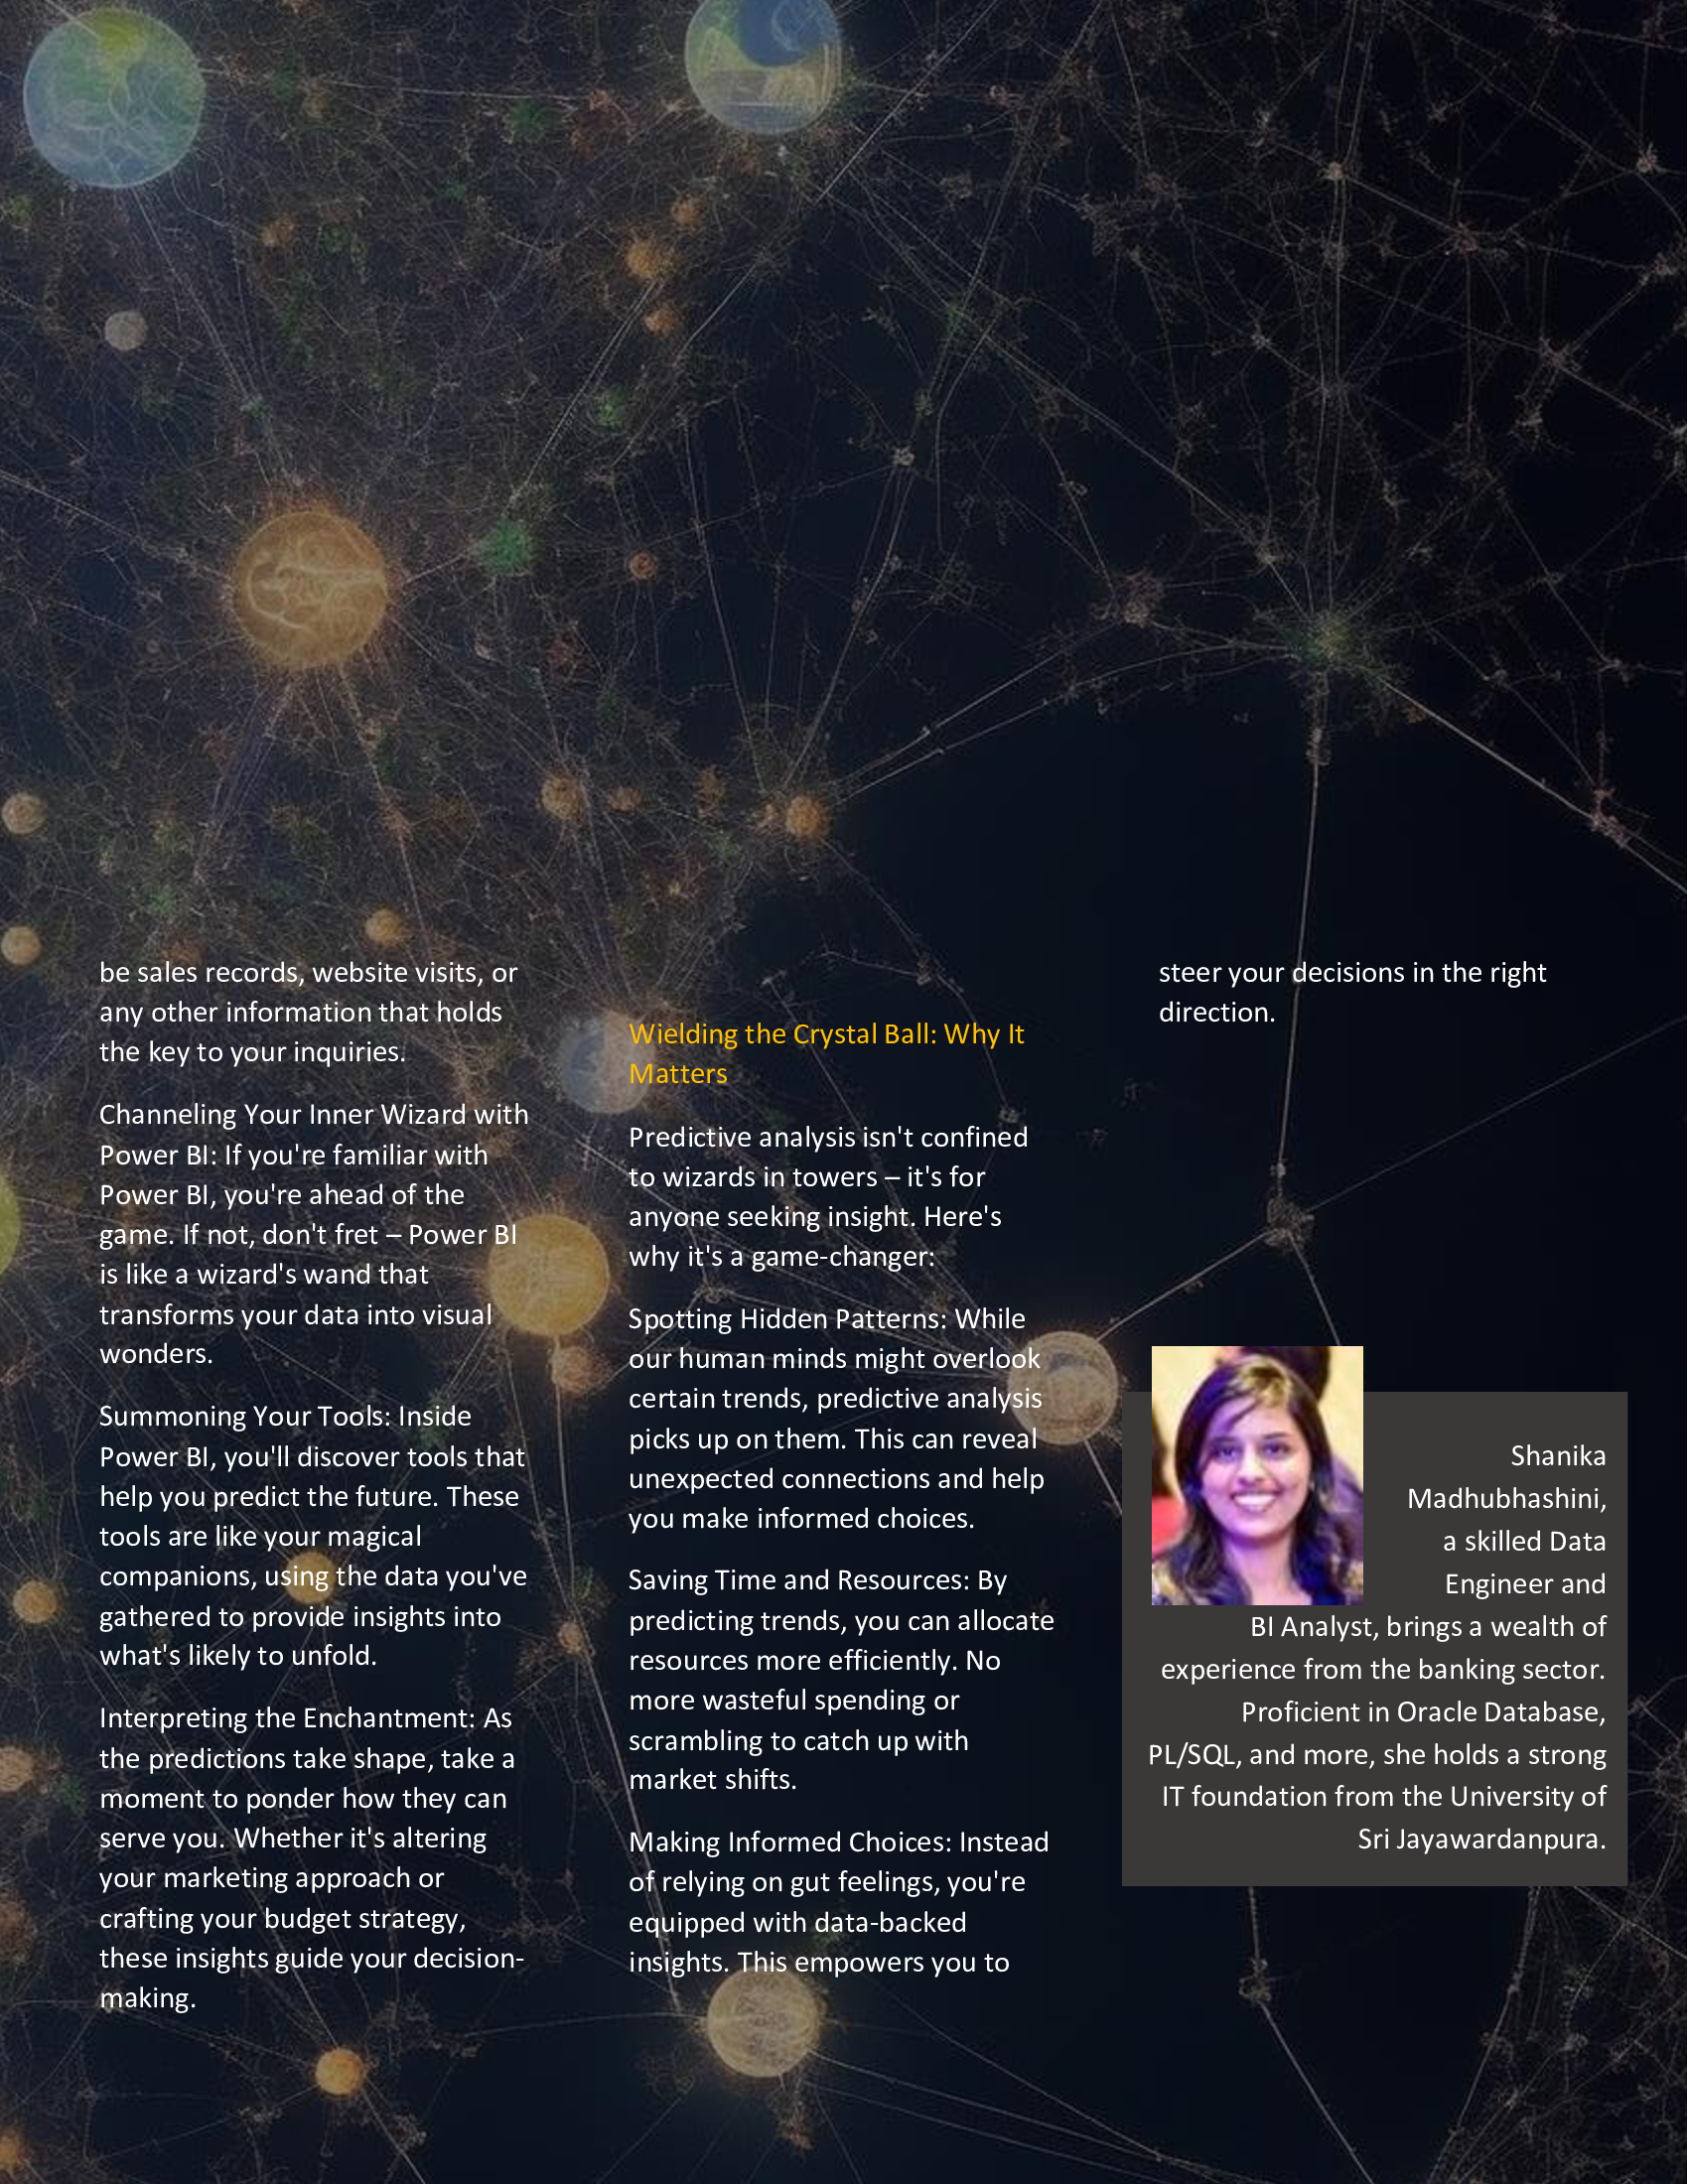 be sales records, website visits, or
any other information that holds
the key to your inquiries.
Channeling Your Inner Wizard with
Power BI: If you're familiar with
Power BI, you're ahead of the
game. If not, don't fret – Power BI
is like a wizard's wand that
transforms your data into visual
wonders.
Summoning Your Tools: Inside
Power BI, you'll discover tools that
help you predict the future. These
tools are like your magical
companions, using the data you've
gathered to provide insights into
what's likely to unfold.
Interpreting the Enchantment: As
the predictions take shape, take a
moment to ponder how they can
serve you. Whether it's altering
your marketing approach or
crafting your budget strategy,
these insights guide your decision-
making.
Wielding the Crystal Ball: Why It
Matters
Predictive analysis isn't confined
to wizards in towers – it's for
anyone seeking insight. Here's
why it's a game-changer:
Spotting Hidden Patterns: While
our human minds might overlook
certain trends, predictive analysis
picks up on them. This can reveal
unexpected connections and help
you make informed choices.
Saving Time and Resources: By
predicting trends, you can allocate
resources more efficiently. No
more wasteful spending or
scrambling to catch up with
market shifts.
Making Informed Choices: Instead
of relying on gut feelings, you're
equipped with data-backed
insights. This empowers you to
steer your decisions in the right
direction.
Shanika
Madhubhashini,
a skilled Data
Engineer and
BI Analyst, brings a wealth of
experience from the banking sector.
Proficient in Oracle Database,
PL/SQL, and more, she holds a strong
IT foundation from the University of
Sri Jayawardanpura.